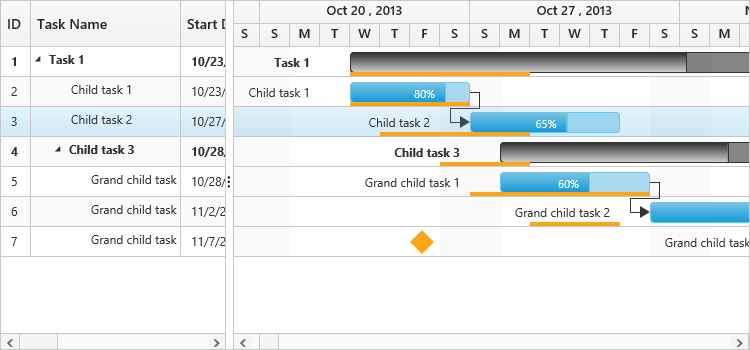 ID Task Name Start D
Oct 20 , 2013 Oct 27 , 2013 N
S S M T W T F S S M T W T F S S M
1 Task 1 10/23, Task 1
2 Child task 1 10/23/ Child task 1 80%
3 Child task 2 10/27/ Child task 2 65%
4 Child task 3 10/28, Child task 3
5 Grand child task 10/28/ Grand child task 1 60%
6 Grand child task 11/2/2 Grand child task 2
7 Grand child task 11/7/2 Grand child task